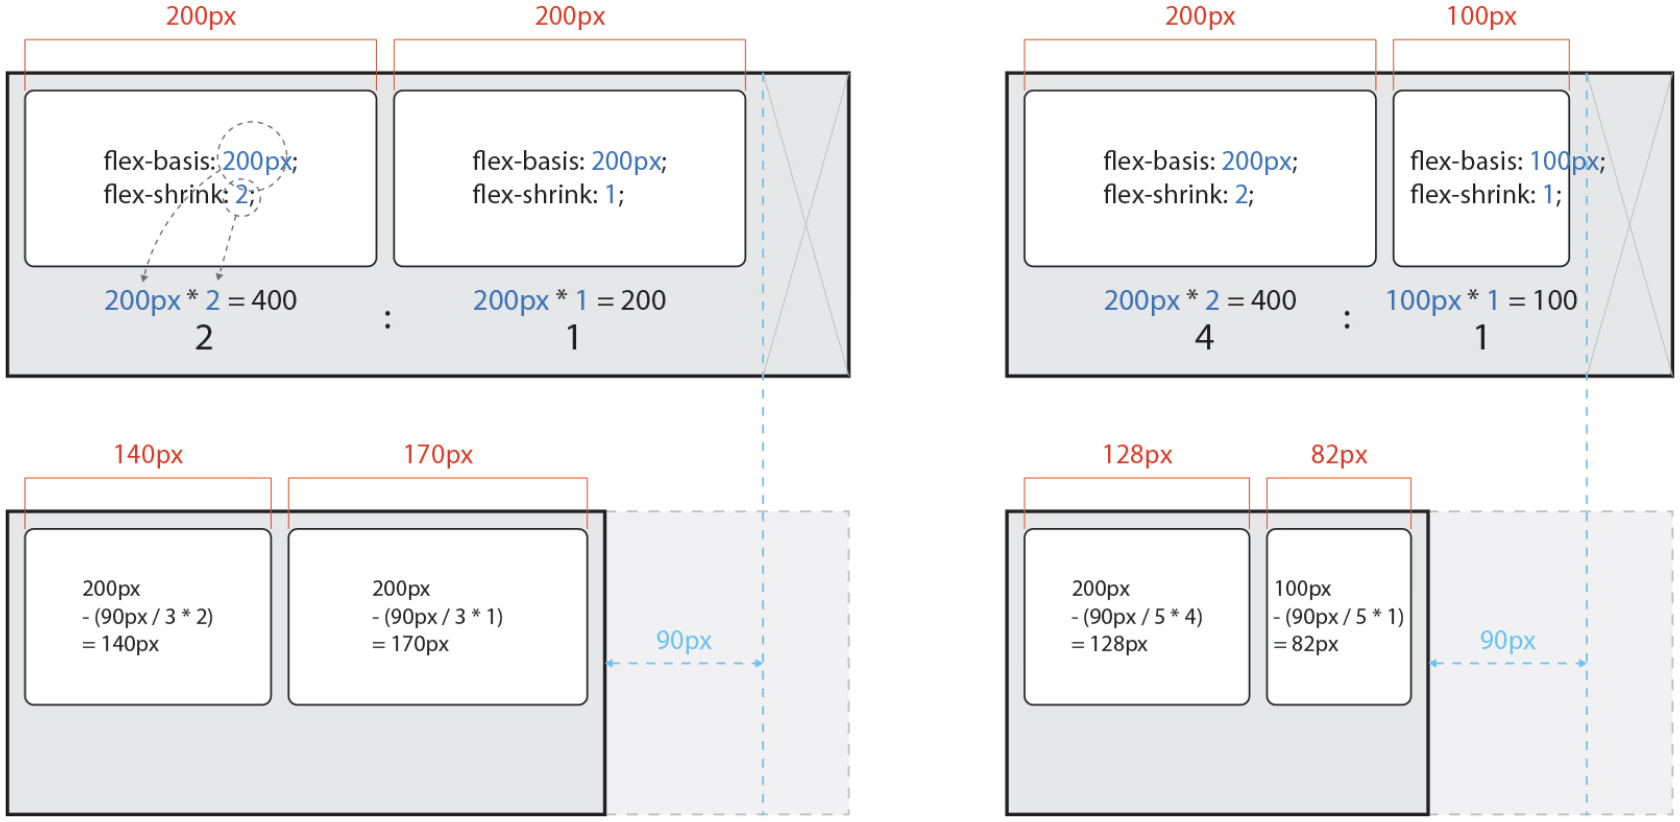 200px
200px
flex-basis: 200px;
flex-shrink: 2;
flex-basis: 200px;
flex-shrink: 1;
200px * 2 = 400
:
200px * 1 = 200
2
1
200px
100px
flex-basis: 200px;
flex-shrink: 2;
flex-basis: 100px;
flex-shrink: 1;
200px * 2 = 400
:
100px * 1 = 100
4
1
140px
170px
200px
- (90px / 3 * 2)
= 140px
200px
- (90px / 3 * 1)
= 170px
90px
128px
82px
200px
- (90px / 5 * 4)
= 128px
100px
- (90px / 5 * 1)
= 82px
90px